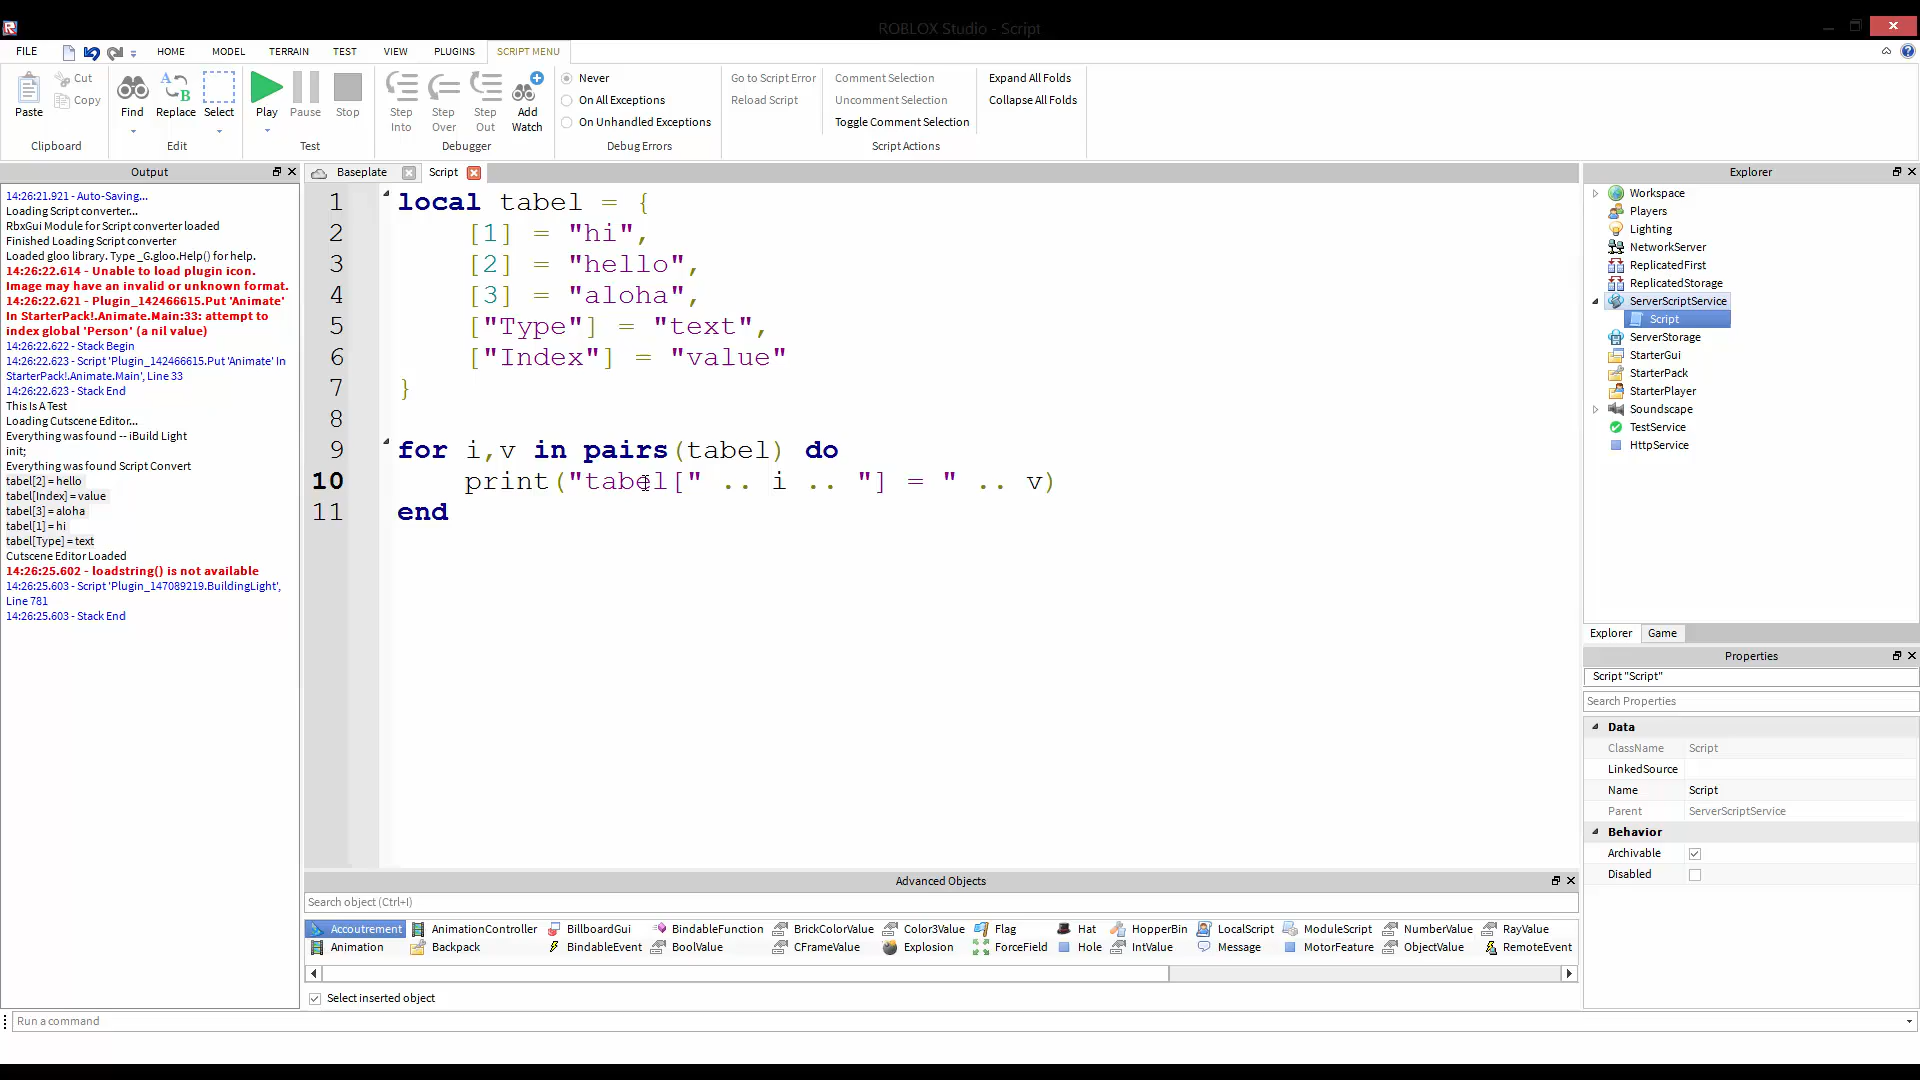 ROBLOX Studio - Script
FILE HOME MODEL TERRAIN TEST VIEW PLUGINS SCRIPT MENU
Paste
Cut
Copy
Clipboard
Find
Replace
Select
Edit
Play
Pause
Stop
Test
Step Into
Step Over
Step Out
Add Watch
Debugger
Never
On All Exceptions
On Unhandled Exceptions
Debug Errors
Go to Script Error
Reload Script
Comment Selection
Uncomment Selection
Toggle Comment Selection
Script Actions
Expand All Folds
Collapse All Folds
Output
14:26:21.921 - Auto-Saving...
Loading Script converter...
RbxGui Module for Script converter loaded
Finished Loading Script converter
Loaded gloo library. Type _G.gloo.Help() for help.
14:26:22.614 - Unable to load plugin icon.
Image may have an invalid or unknown format.
14:26:22.621 - Plugin_142466615.Put 'Animate'
In StarterPack!.Animate.Main:33: attempt to
index global 'Person' (a nil value)
14:26:22.622 - Stack Begin
14:26:22.623 - Script 'Plugin_142466615.Put 'Animate' In
StarterPack!.Animate.Main', Line 33
14:26:22.623 - Stack End
This Is A Test
Loading Cutscene Editor...
Everything was found -- iBuild Light
init;
Everything was found Script Convert
tabel[2] = hello
tabel[Index] = value
tabel[3] = aloha
tabel[1] = hi
tabel[Type] = text
Cutscene Editor Loaded
14:26:25.602 - loadstring() is not available
14:26:25.603 - Script 'Plugin_147089219.BuildingLight',
Line 781
14:26:25.603 - Stack End
Baseplate Script
1 local tabel = {
2 [1] = "hi",
3 [2] = "hello",
4 [3] = "aloha",
5 ["Type"] = "text",
6 ["Index"] = "value"
7 }
8
9 for i,v in pairs(tabel) do
10 print("tabel[" .. i .. "] = " .. v)
11 end
Advanced Objects
Search object (Ctrl+I)
Accoutrement AnimationController BillboardGui BindableFunction BrickColorValue Color3Value Flag Hat HopperBin LocalScript ModuleScript NumberValue RayValue
Animation Backpack BindableEvent BoolValue CFrameValue Explosion ForceField Hole IntValue Message MotorFeature ObjectValue RemoteEvent
Select inserted object
Run a command
Explorer
Workspace
Players
Lighting
NetworkServer
ReplicatedFirst
ReplicatedStorage
ServerScriptService
Script
ServerStorage
StarterGui
StarterPack
StarterPlayer
Soundscape
TestService
HttpService
Explorer Game
Properties
Script "Script"
Search Properties
Data
ClassName Script
LinkedSource
Name Script
Parent ServerScriptService
Behavior
Archivable
Disabled